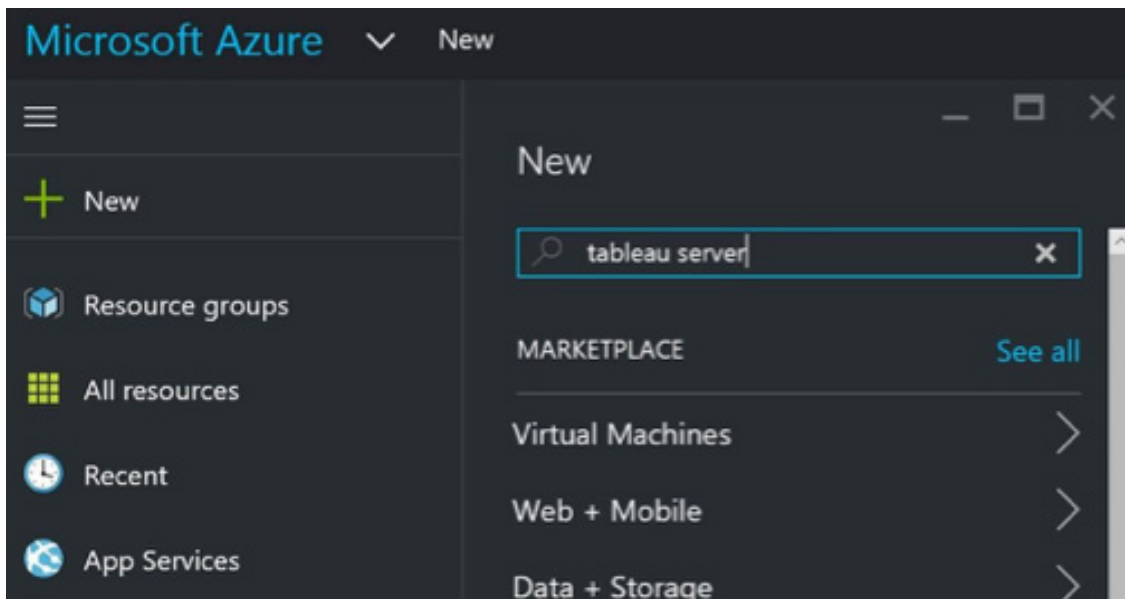 Microsoft Azure New
New
Resource groups
All resources
Recent
App Services
New
tableau server
MARKETPLACE See all
Virtual Machines
Web + Mobile
Data + Storage